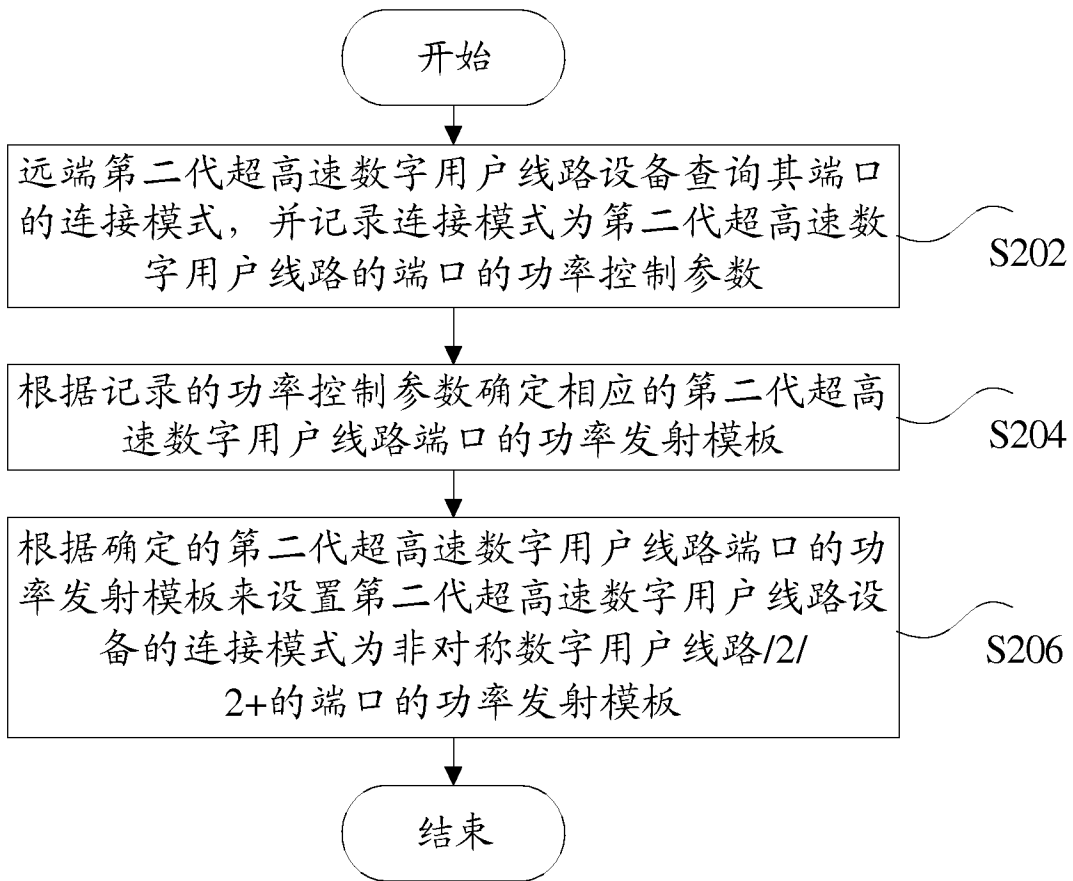 开始
远端第二代超高速数字用户线路设备查询其端口
的连接模式，并记录连接模式为第二代超高速数
字用户线路的端口的功率控制参数
S202
根据记录的功率控制参数确定相应的第二代超高
速数字用户线路端口的功率发射模板
S204
根据确定的第二代超高速数字用户线路端口的功
率发射模板来设置第二代超高速数字用户线路设
备的连接模式为非对称数字用户线路/2/
2+的端口的功率发射模板
S206
结束